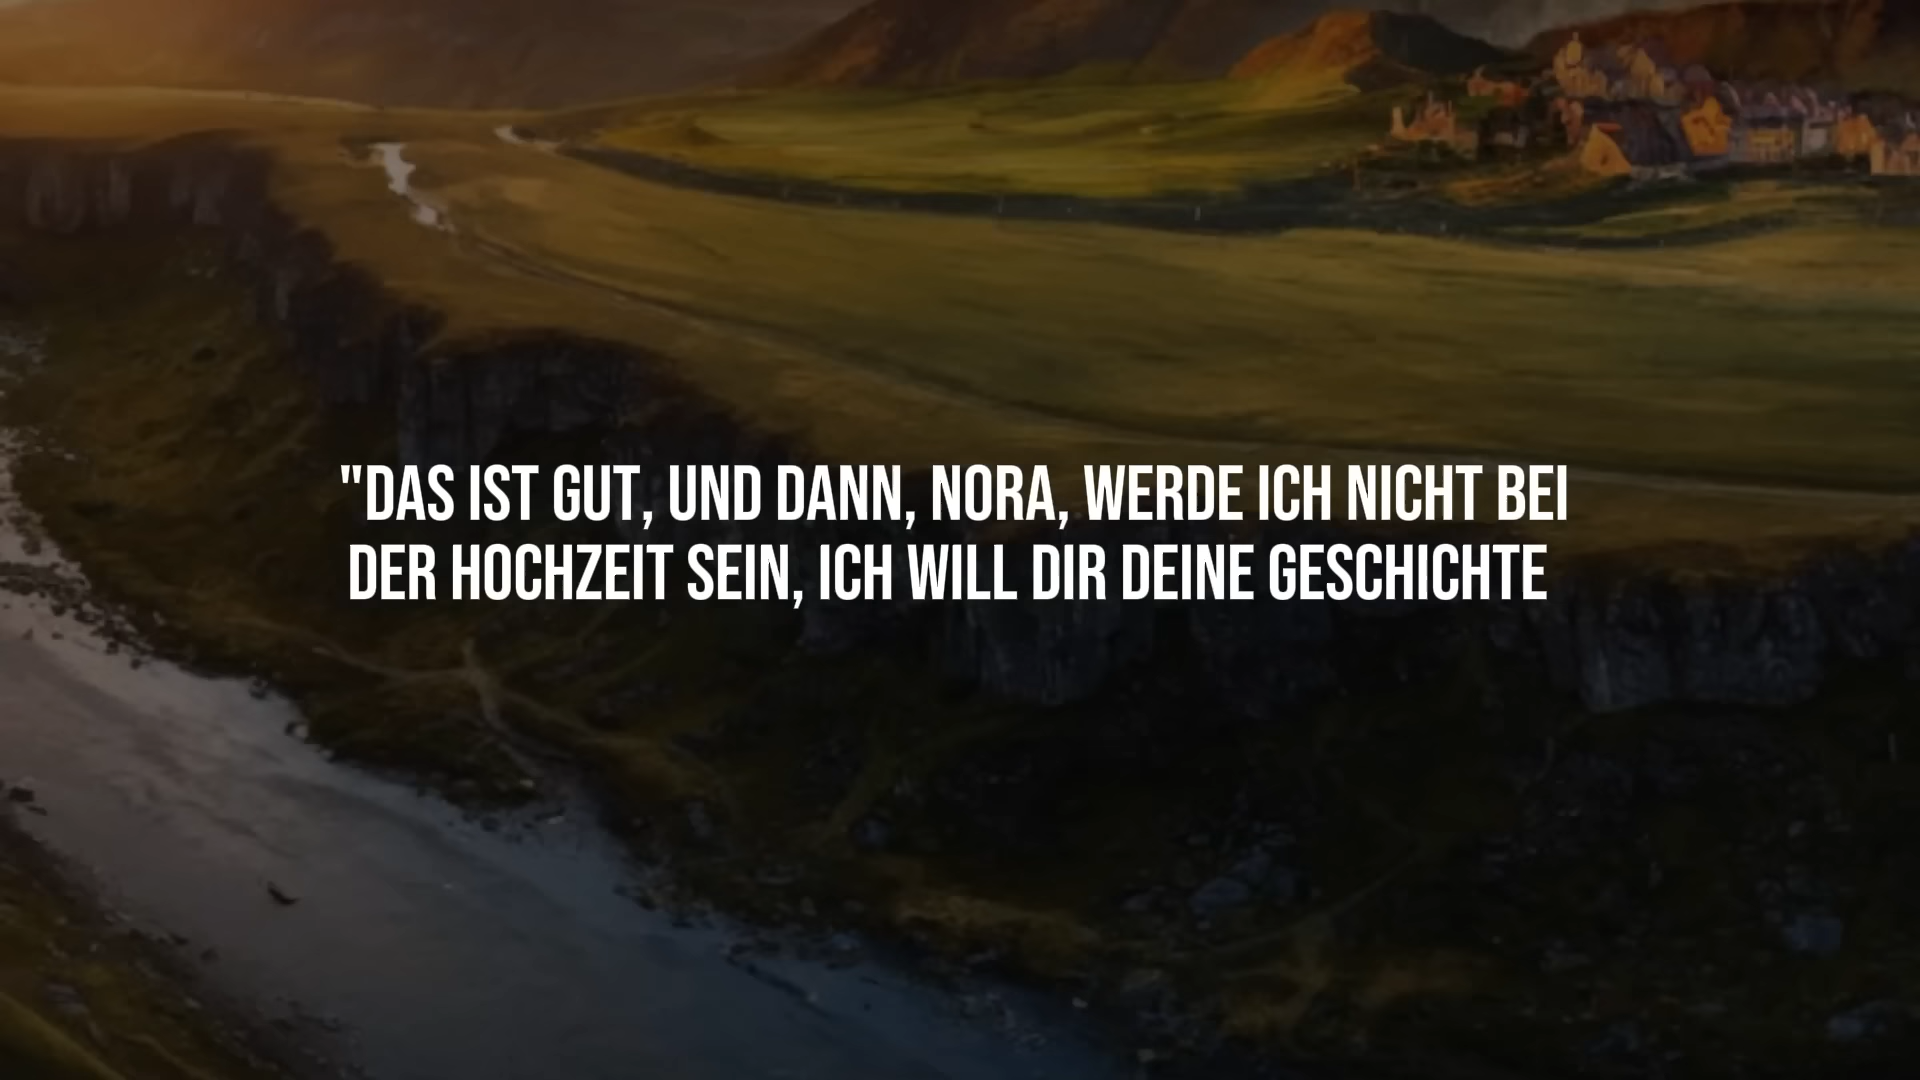 "DAS IST GUT, UND DANN, NORA, WERDE ICH NICHT BEI
DER HOCHZEIT SEIN, ICH WILL DIR DEINE GESCHICHTE